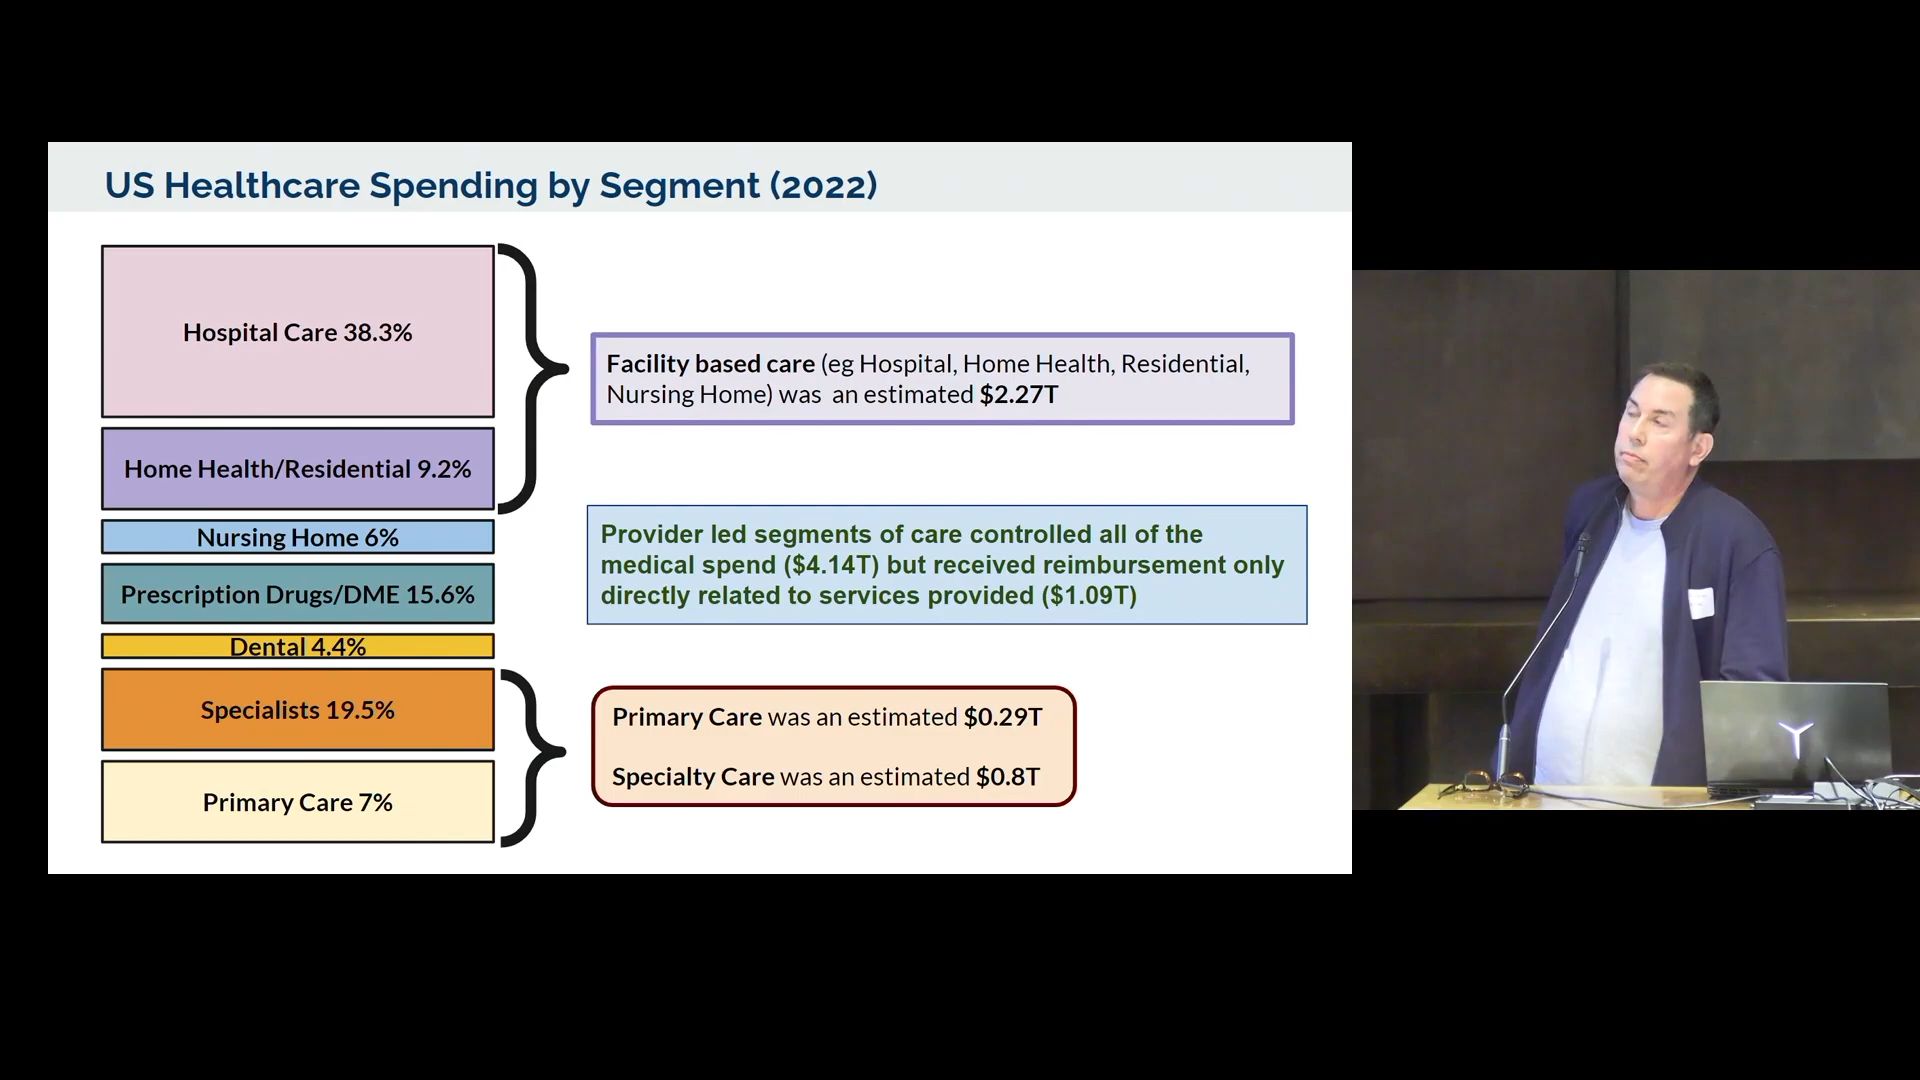 US Healthcare Spending by Segment (2022)
Hospital Care 38.3%
Home Health/Residential 9.2%
Nursing Home 6%
Prescription Drugs/DME 15.6%
Dental 4.4%
Specialists 19.5%
Primary Care 7%
Facility based care (eg Hospital, Home Health, Residential,
Nursing Home) was an estimated $2.27T
Provider led segments of care controlled all of the
medical spend ($4.14T) but received reimbursement only
directly related to services provided ($1.09T)
Primary Care was an estimated $0.29T
Specialty Care was an estimated $0.8T